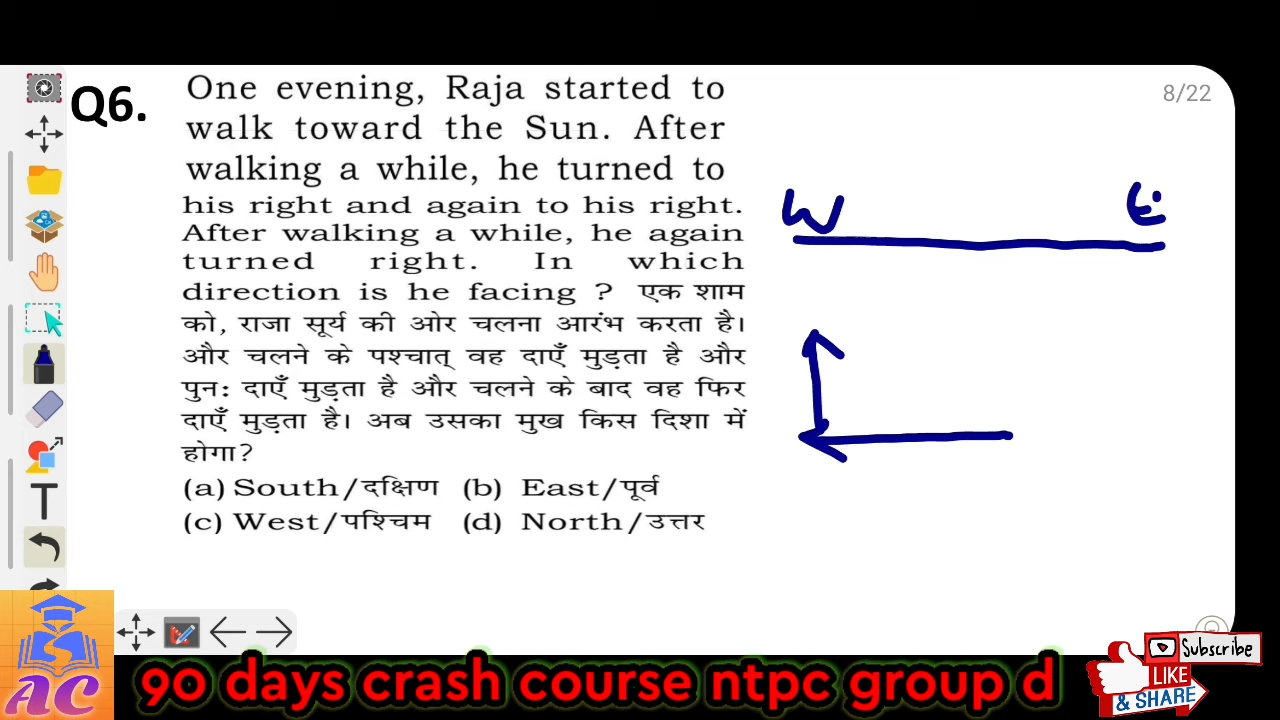 Q6.
One evening, Raja started to
walk toward the Sun. After
walking a while, he turned to
his right and again to his right.
After walking a while, he again
turned right. In which
direction is he facing ? एक शाम
को, राजा सूर्य की ओर चलना आरंभ करता है।
और चलने के पश्चात् वह दाएँ मुड़ता है और
पुनः दाएँ मुड़ता है और चलने के बाद वह फिर
दाएँ मुड़ता है। अब उसका मुख किस दिशा में
होगा?
(a) South/दक्षिण (b) East/पूर्व
(c) West/पश्चिम (d) North/उत्तर
8/22
W E
T
AC
90 days crash course ntpc group d
Subscribe
LIKE
& SHARE